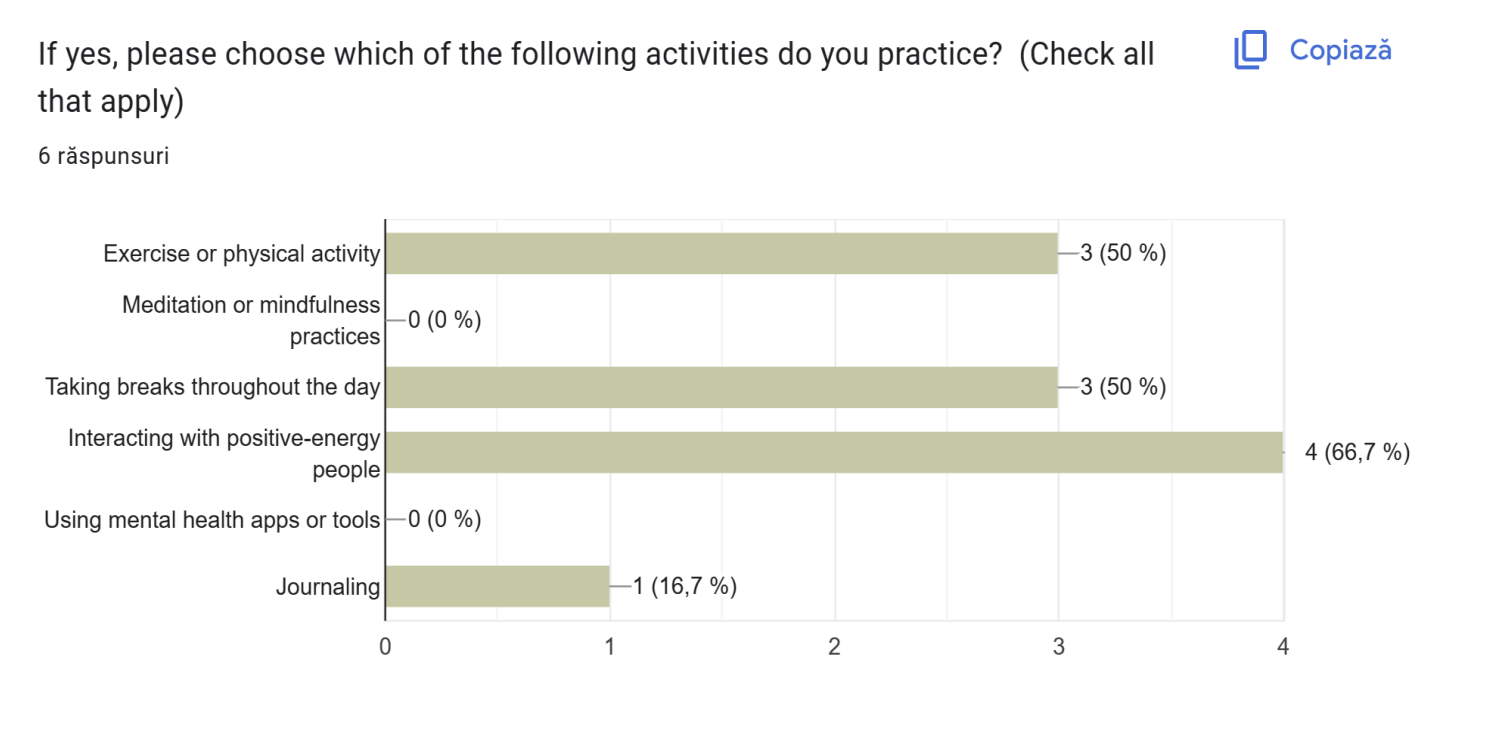 If yes, please choose which of the following activities do you practice?  (Check all
that apply)
Copiază
6 răspunsuri
Exercise or physical activity
3 (50 %)
Meditation or mindfulness
practices
0 (0 %)
Taking breaks throughout the day
3 (50 %)
Interacting with positive-energy
people
4 (66,7 %)
Using mental health apps or tools
0 (0 %)
Journaling
1 (16,7 %)
0 1 2 3 4